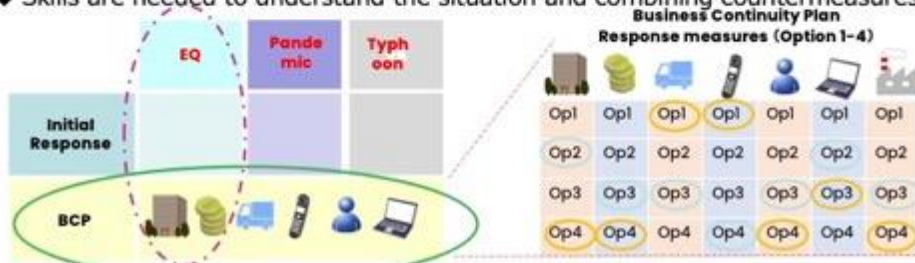 Skills are needed to understand the situation and combining countermeasures
Business Continuity Plan
Response measures (Option 1-4)
EQ
Pande
mic
Typh
oon
Initial
Response
BCP
Op1 Op1 Op1 Op1 Op1 Op1 Op1
Op2 Op2 Op2 Op2 Op2 Op2 Op2
Op3 Op3 Op3 Op3 Op3 Op3 Op3
Op4 Op4 Op4 Op4 Op4 Op4 Op4